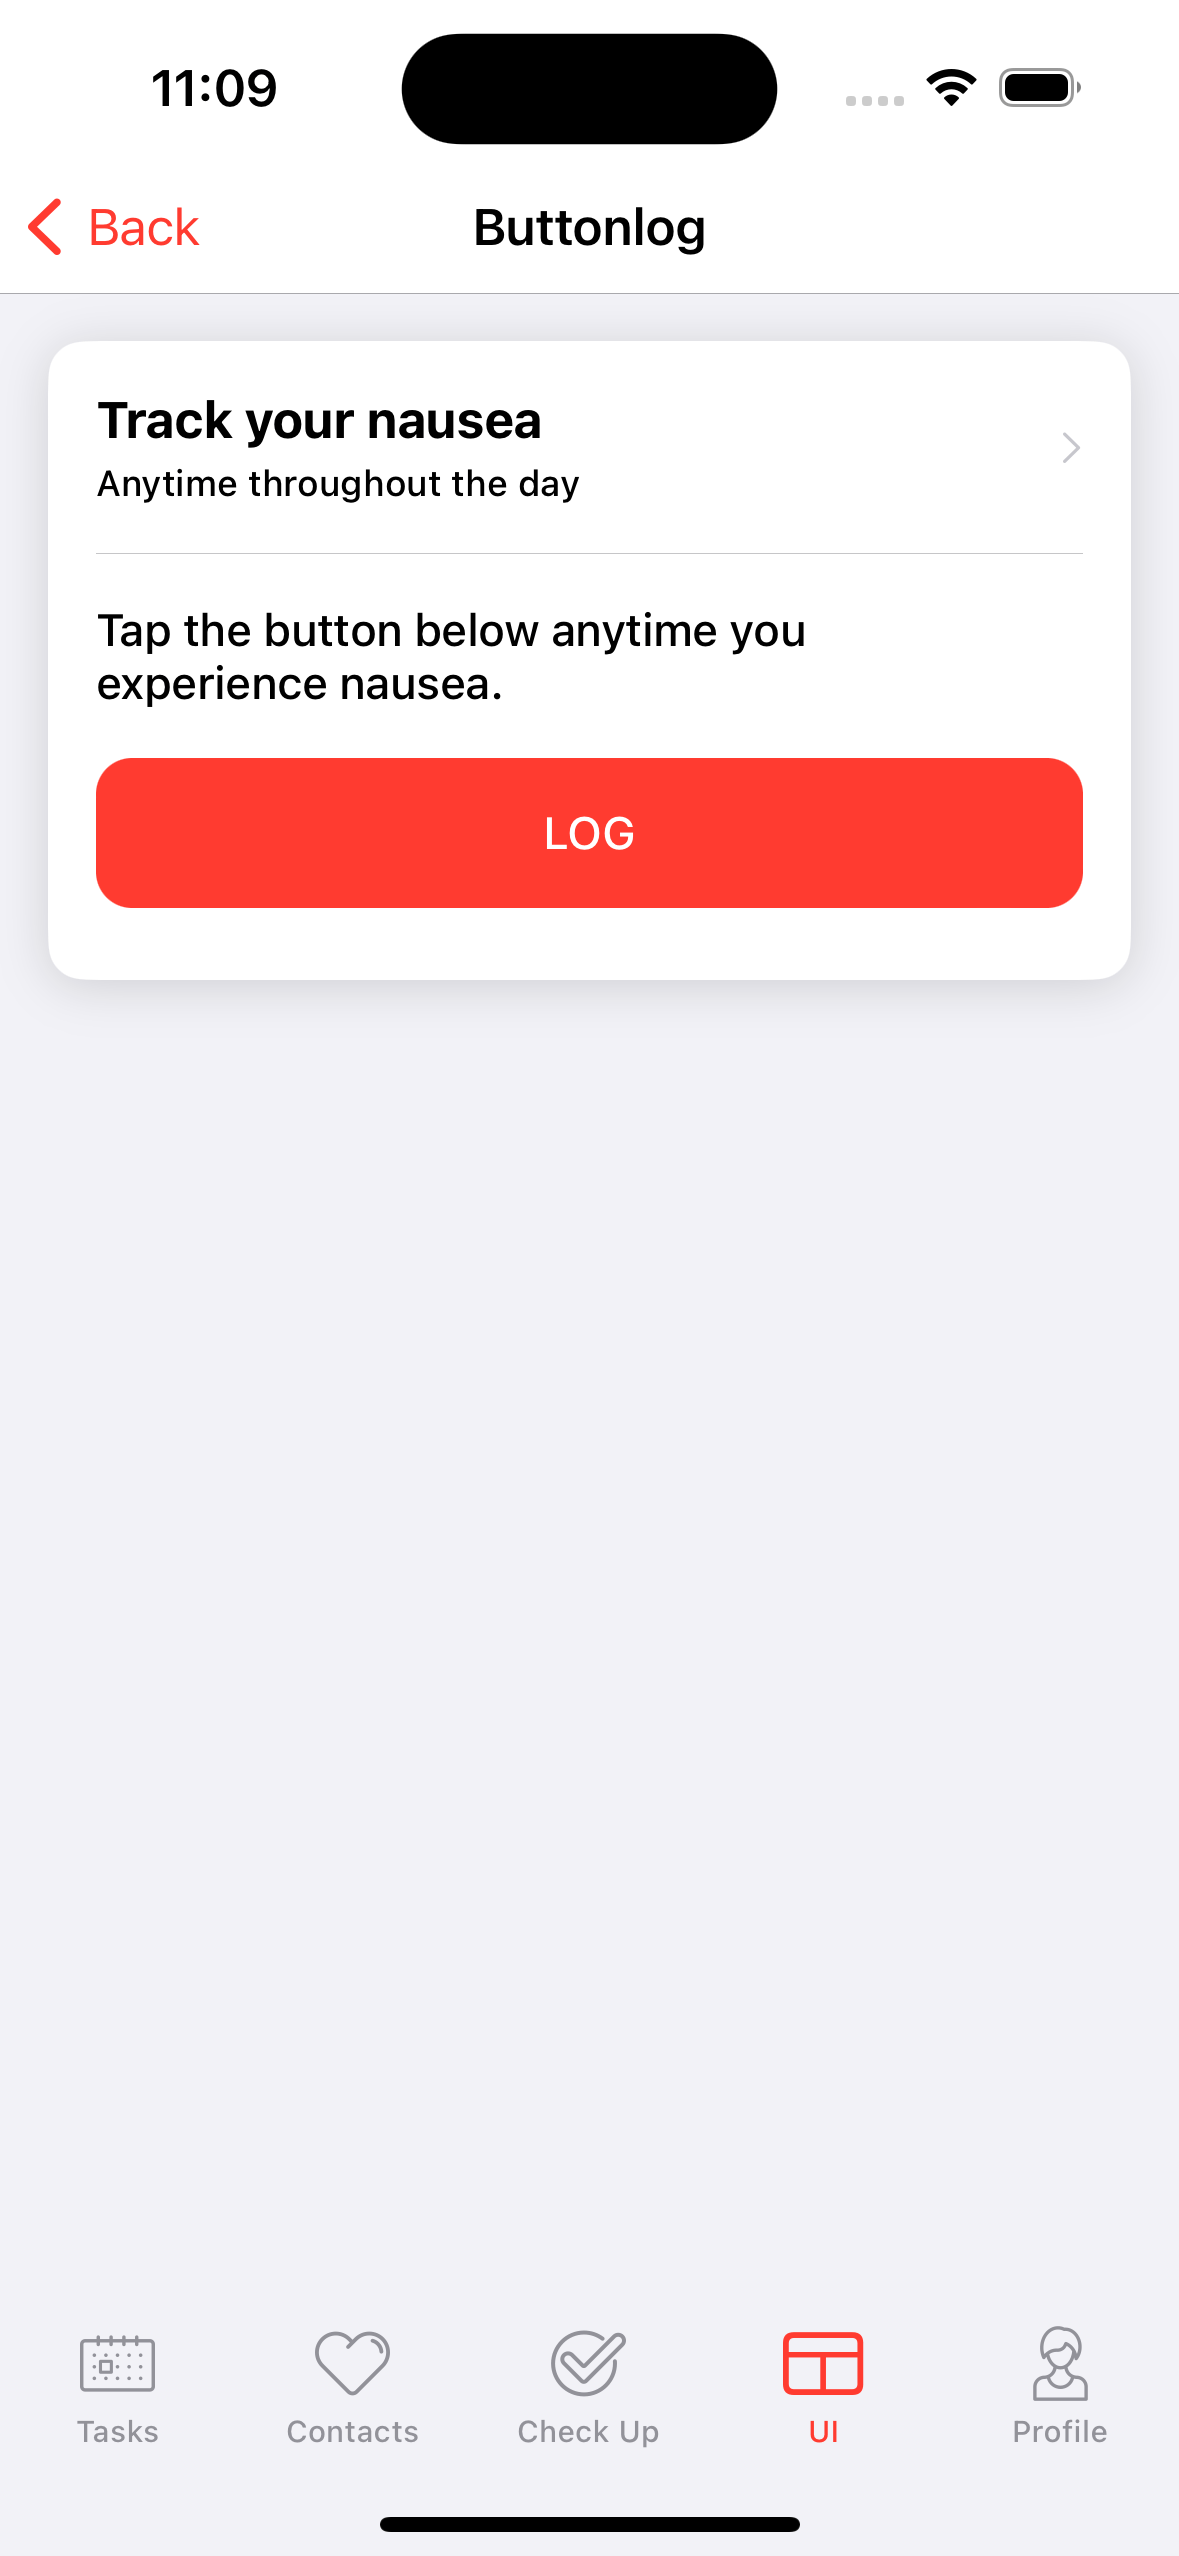 11:09
Back
Buttonlog
Track your nausea
Anytime throughout the day
Tap the button below anytime you
experience nausea.
LOG
Tasks
Contacts
Check Up
UI
Profile